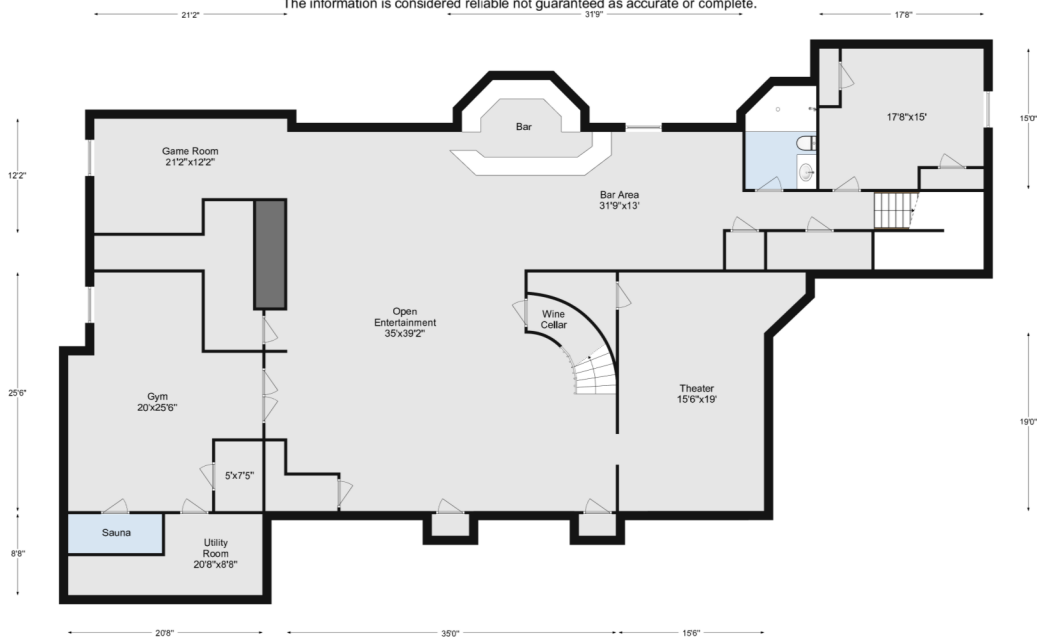 The information is considered reliable not guaranteed as accurate or complete.
21'2"
31'9"
17'8"
Bar
17'8"x15'
15'0"
Game Room
21'2"x12'2"
12'2"
Bar Area
31'9"x13'
Open
Entertainment
35'x39'2"
Wine
Cellar
Gym
20'x25'6"
25'6"
Theater
15'6"x19'
19'0"
5'x7'5"
Sauna
Utility
Room
20'8"x8'8"
8'8"
20'8"
35'0"
15'6"